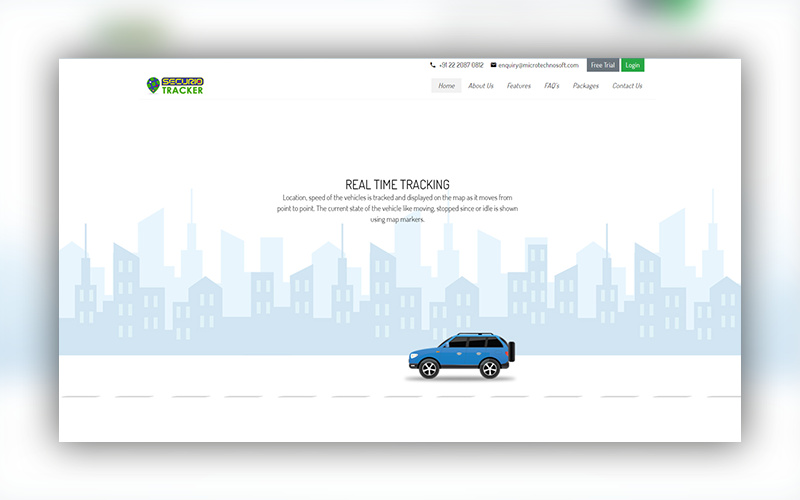 +91 22 2087 0812 enquiry@microtechnosoft.com Free Trial Login
SECURIO
TRACKER
Home About Us Features FAQ's Packages Contact Us
REAL TIME TRACKING
Location, speed of the vehicles is tracked and displayed on the map as it moves from
point to point. The current state of the vehicle like moving, stopped since or idle is shown
using map markers.